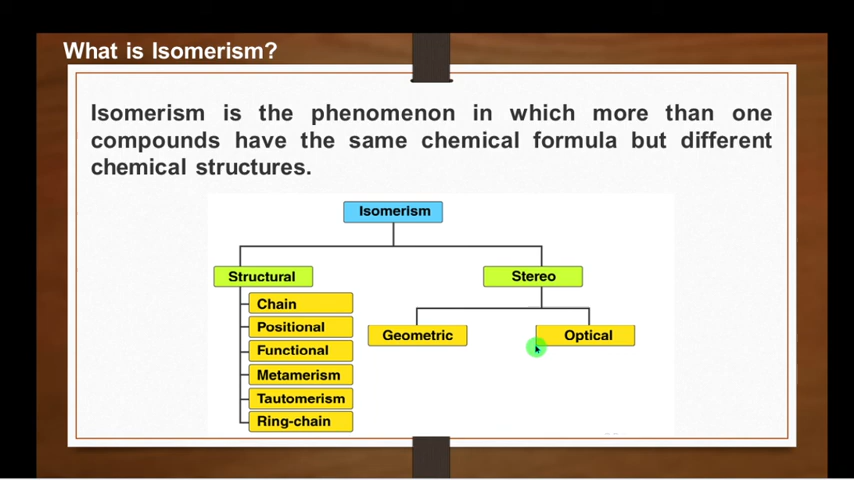 What is Isomerism?
Isomerism is the phenomenon in which more than one
compounds have the same chemical formula but different
chemical structures.
Isomerism
Structural
Stereo
Chain
Positional
Functional
Metamerism
Tautomerism
Ring-chain
Geometric
Optical